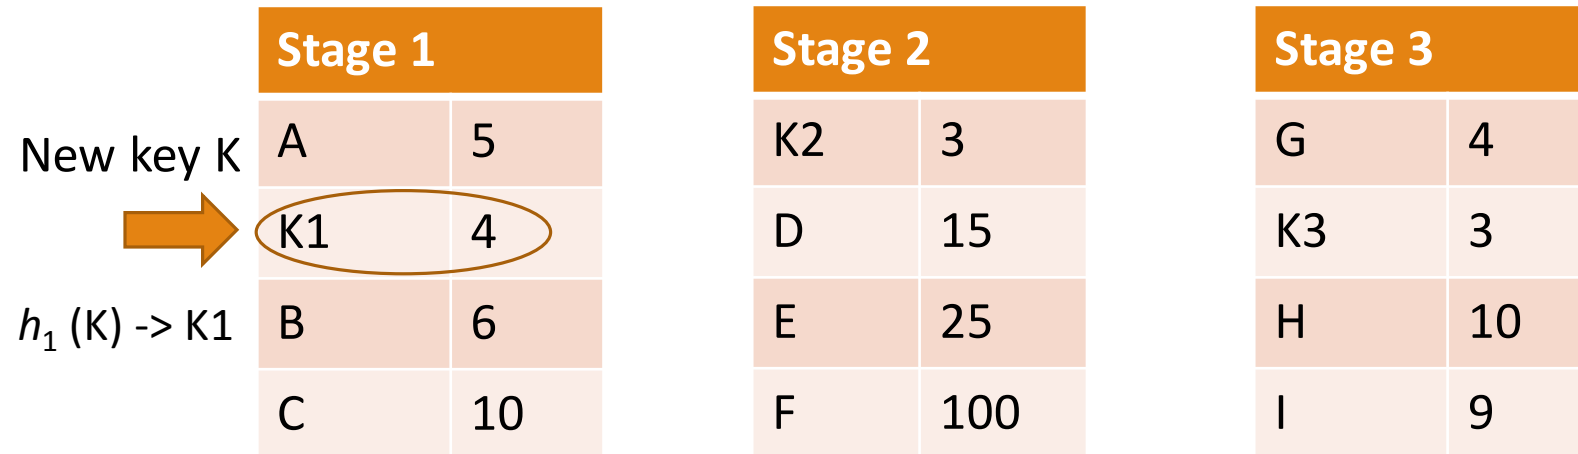 New key K
h1 (K) -> K1
Stage 1
A 5
K1 4
B 6
C 10
Stage 2
K2 3
D 15
E 25
F 100
Stage 3
G 4
K3 3
H 10
I 9